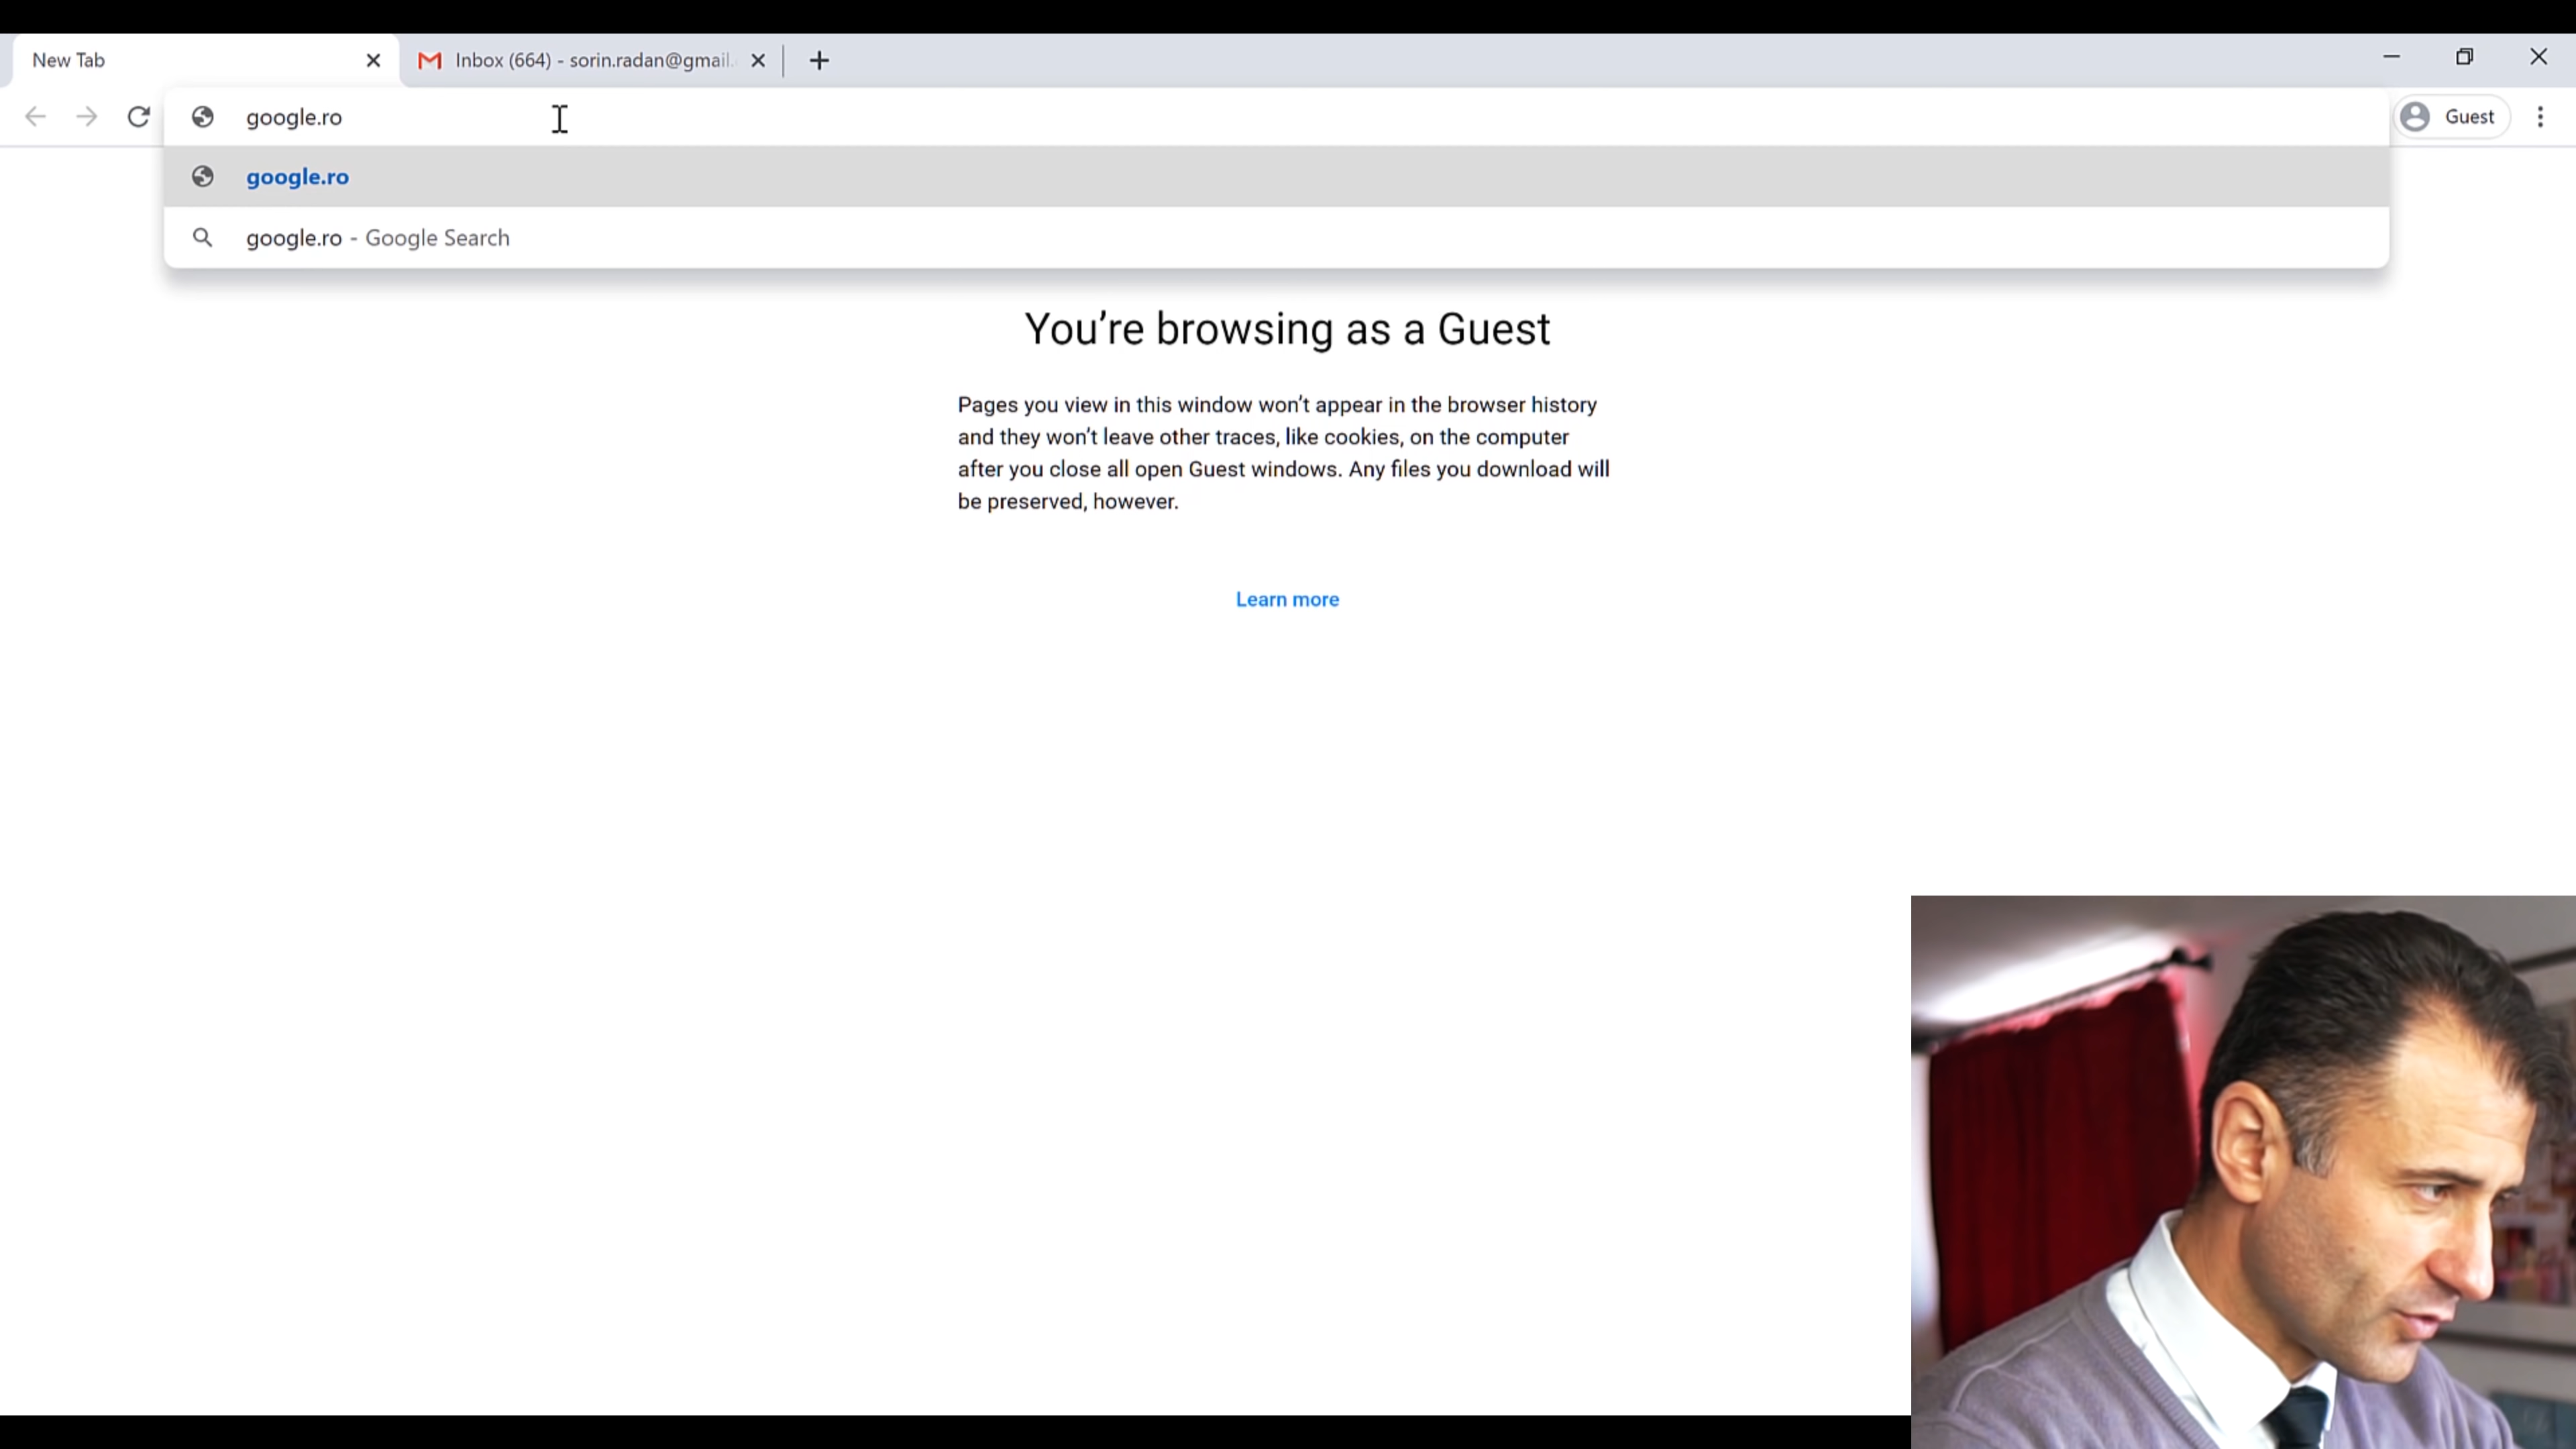 New Tab
Inbox (664) - sorin.radan@gmail.
google.ro
Guest
google.ro
google.ro - Google Search
You’re browsing as a Guest
Pages you view in this window won’t appear in the browser history
and they won’t leave other traces, like cookies, on the computer
after you close all open Guest windows. Any files you download will
be preserved, however.
Learn more